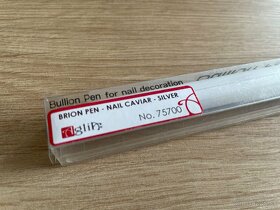 Bullion Pen for nail decoration
BRION PEN - NAIL CAVIAR - SILVER
No. 75700